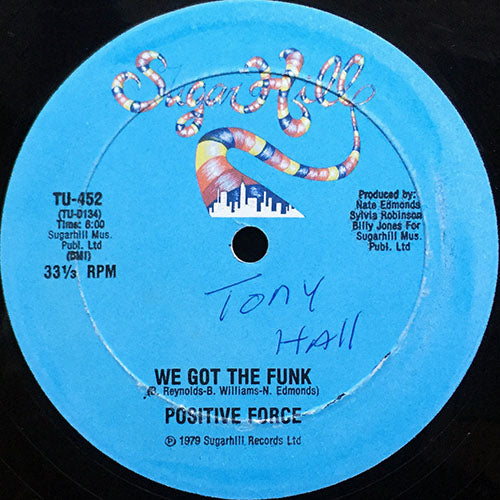 Sugar Hill
TU-452
(TU-D134)
Time: 6:00
Sugarhill Mus.
Publ. Ltd
(BMI)
33⅓ RPM
Produced by:
Nate Edmonds
Sylvia Robinson
Billy Jones For
Sugarhill Mus.
Publ. Ltd
Tony
Hall
WE GOT THE FUNK
Reynolds-B. Williams-N. Edmonds)
POSITIVE FORCE
℗ 1979 Sugarhill Records Ltd